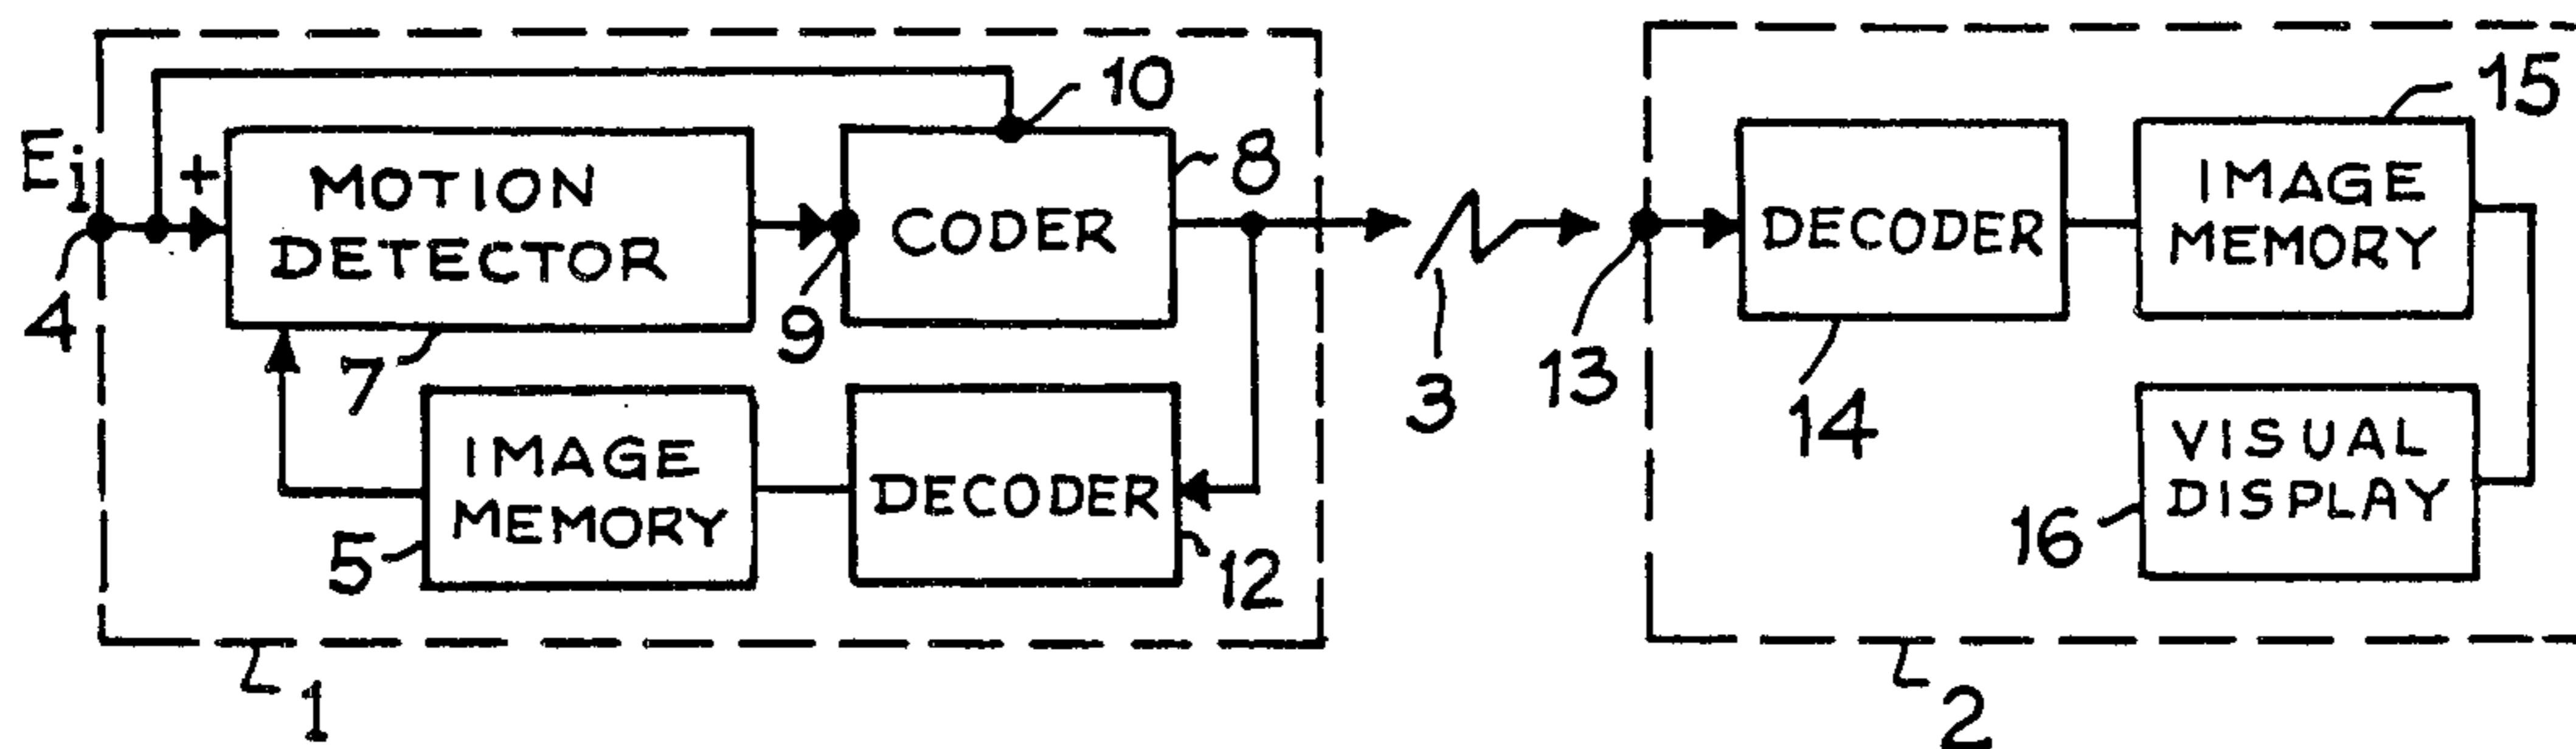 10
15
Ei
+
MOTION
DETECTOR
CODER
8
DECODER
IMAGE
MEMORY
4
7
9
3
13
14
IMAGE
MEMORY
5
DECODER
12
VISUAL
DISPLAY
16
1
2